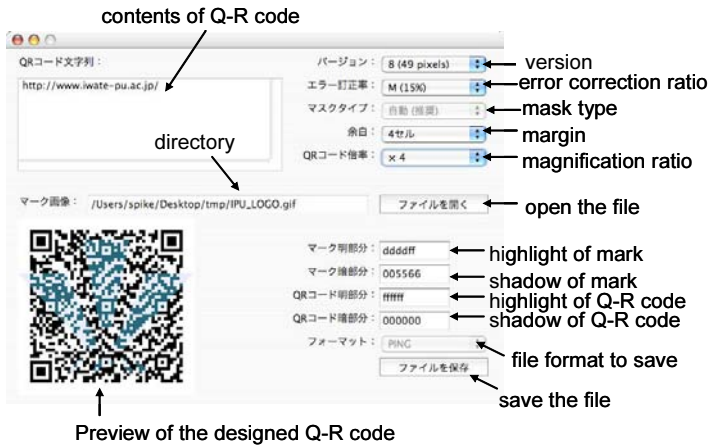 contents of Q-R code
QRコード文字列：
http://www.iwate-pu.ac.jp/
バージョン：
8 (49 pixels)
version
エラー訂正率：
M (15%)
error correction ratio
マスクタイプ：
自動 (推奨)
mask type
余白：
4セル
margin
QRコード倍率：
× 4
magnification ratio
directory
マーク画像：
/Users/spike/Desktop/tmp/IPU_LOGO.gif
ファイルを開く
open the file
マーク明部分：
ddddff
highlight of mark
マーク暗部分：
005566
shadow of mark
QRコード明部分：
ffffff
highlight of Q-R code
QRコード暗部分：
000000
shadow of Q-R code
フォーマット：
PING
file format to save
ファイルを保存
save the file
Preview of the designed Q-R code